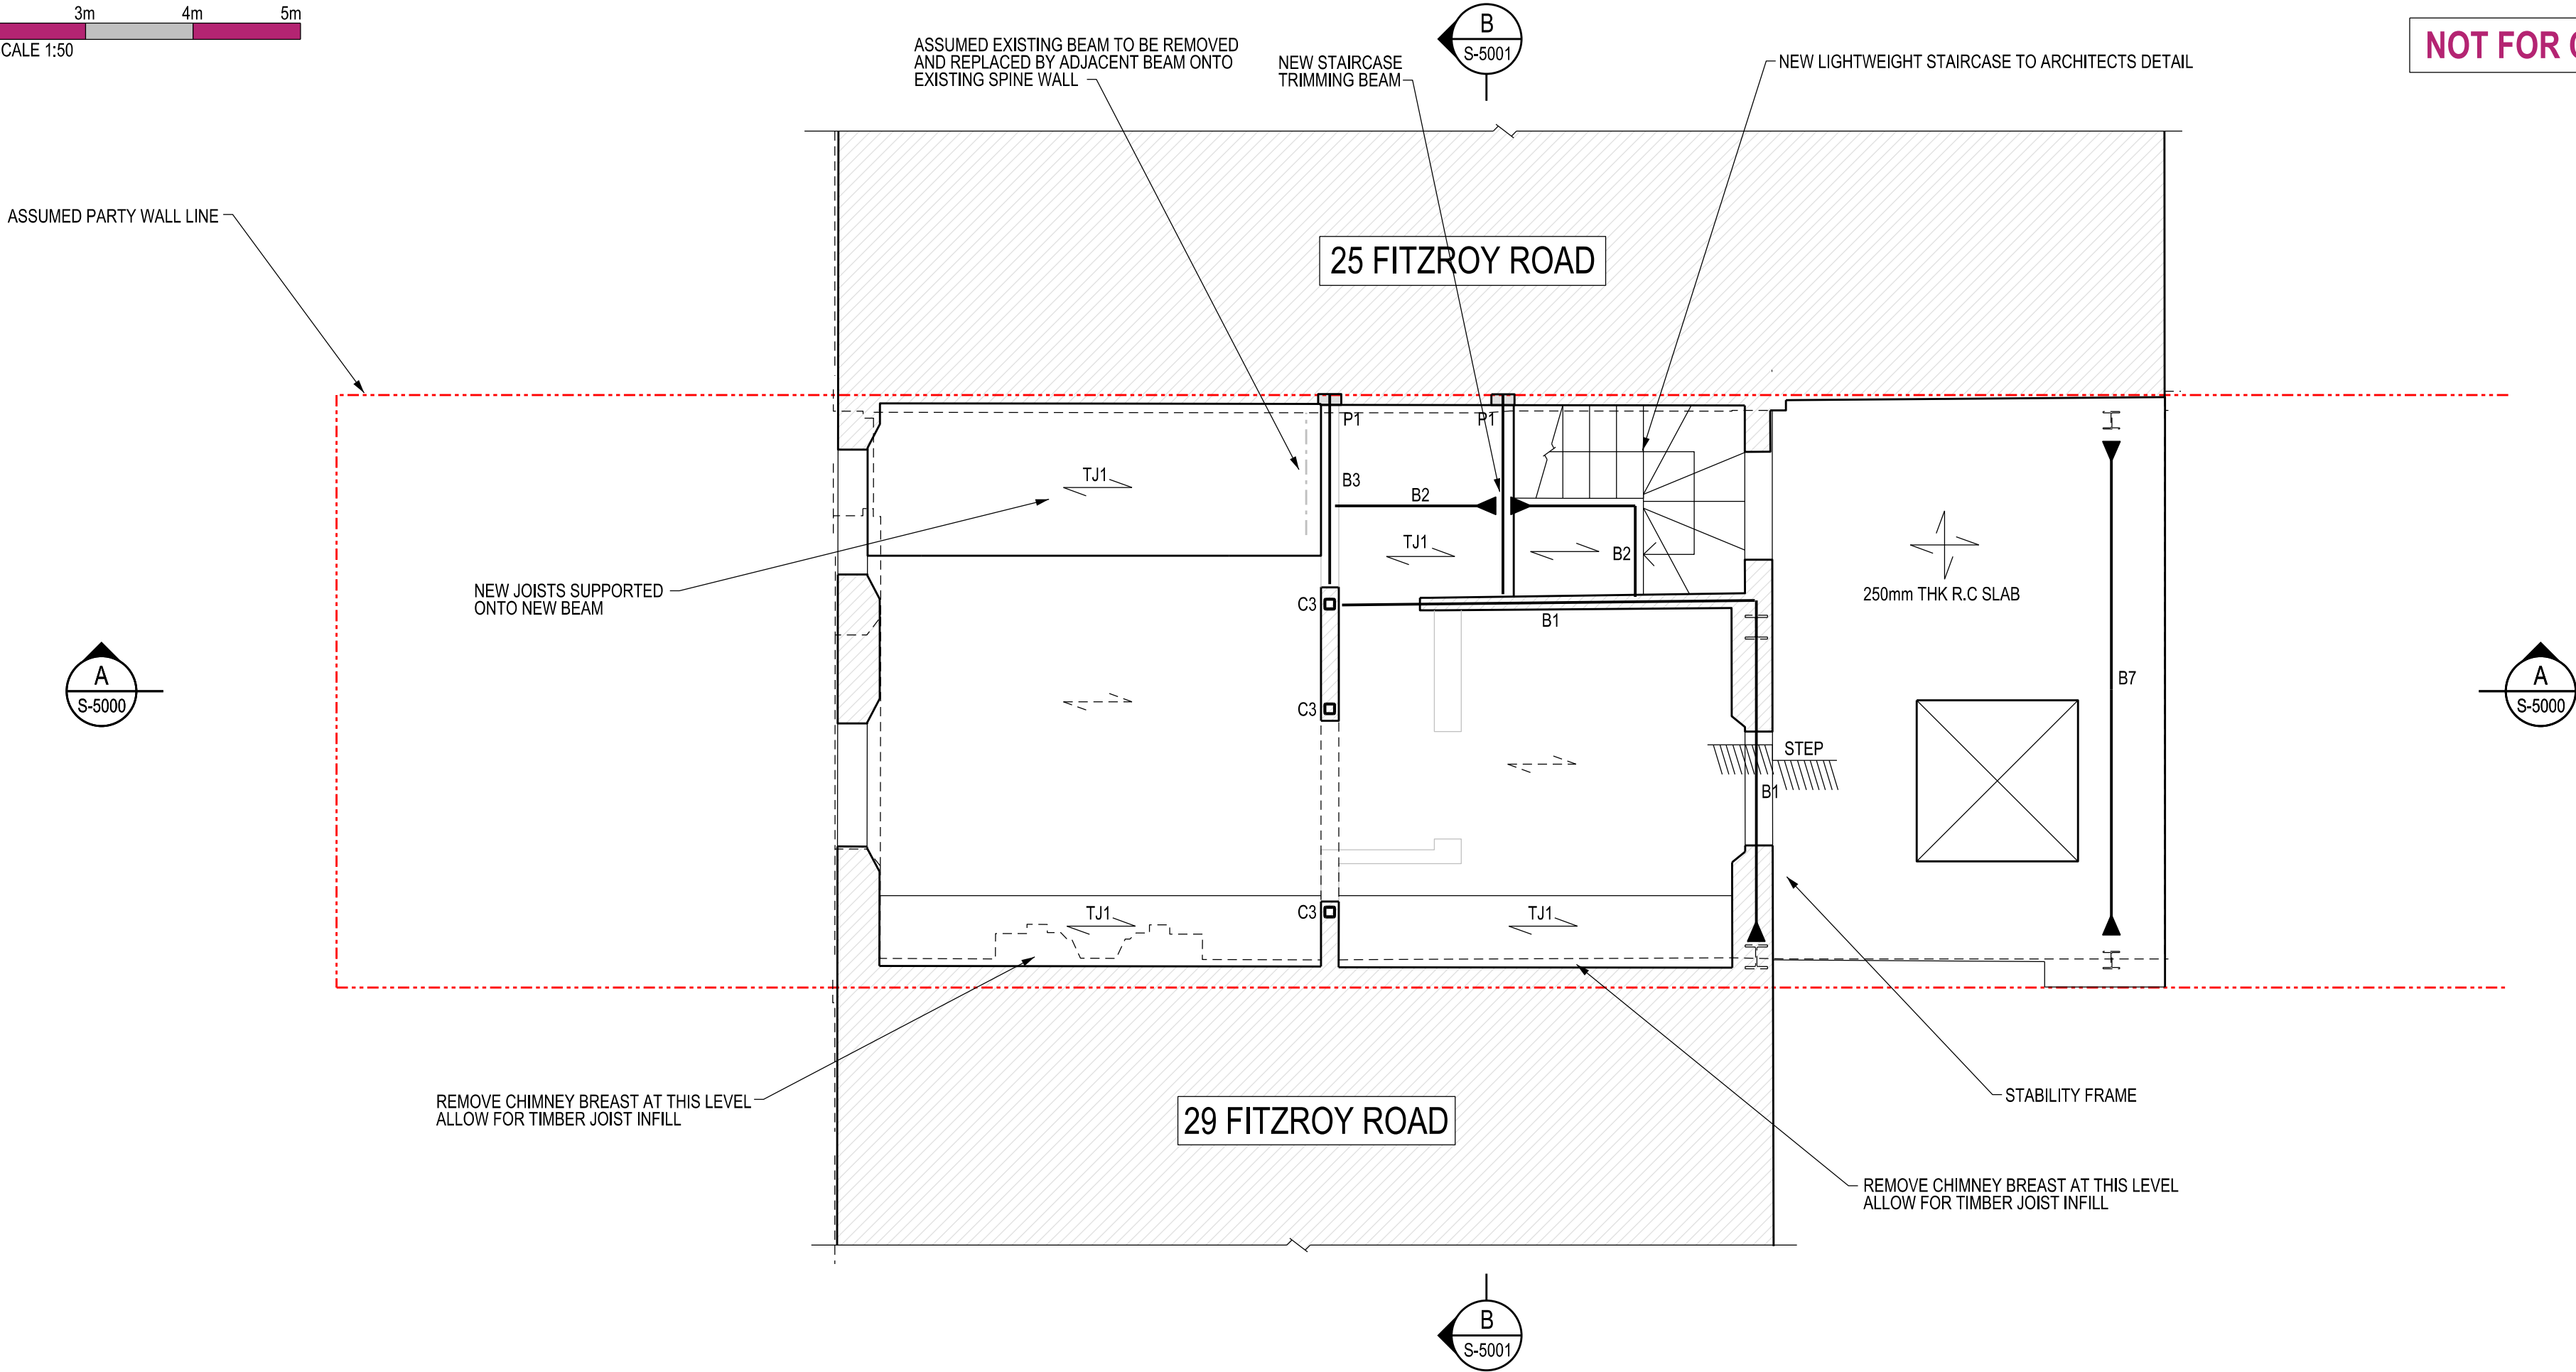 3m 4m 5m
CALE 1:50
ASSUMED EXISTING BEAM TO BE REMOVED
AND REPLACED BY ADJACENT BEAM ONTO
EXISTING SPINE WALL
NEW STAIRCASE
TRIMMING BEAM
B
S-5001
NEW LIGHTWEIGHT STAIRCASE TO ARCHITECTS DETAIL
NOT FOR
ASSUMED PARTY WALL LINE
25 FITZROY ROAD
P1
P1
TJ1
B3
B2
TJ1
B2
NEW JOISTS SUPPORTED
ONTO NEW BEAM
C3
B1
250mm THK R.C SLAB
A
S-5000
C3
B7
A
S-5000
STEP
B1
TJ1
C3
TJ1
REMOVE CHIMNEY BREAST AT THIS LEVEL
ALLOW FOR TIMBER JOIST INFILL
29 FITZROY ROAD
STABILITY FRAME
REMOVE CHIMNEY BREAST AT THIS LEVEL
ALLOW FOR TIMBER JOIST INFILL
B
S-5001